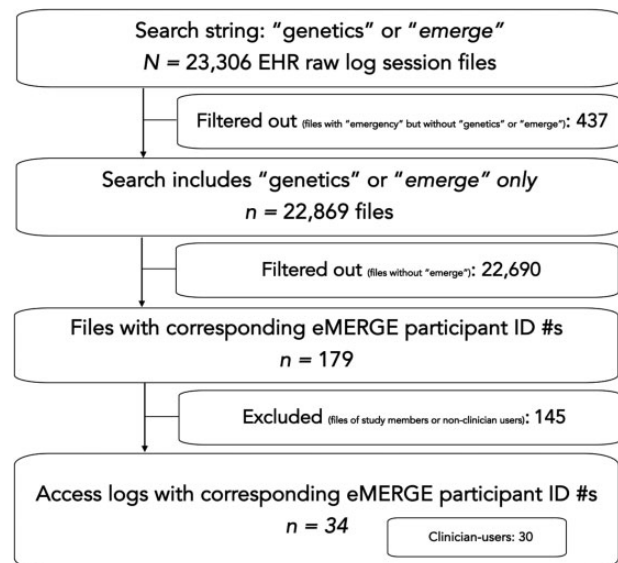 Search string: “genetics” or “emerge”
N = 23,306 EHR raw log session files
Filtered out (files with “emergency” but without “genetics” or “emerge”): 437
Search includes “genetics” or “emerge” only
n = 22,869 files
Filtered out (files without “emerge”): 22,690
Files with corresponding eMERGE participant ID #s
n = 179
Excluded (files of study members or non-clinician users): 145
Access logs with corresponding eMERGE participant ID #s
n = 34
Clinician-users: 30